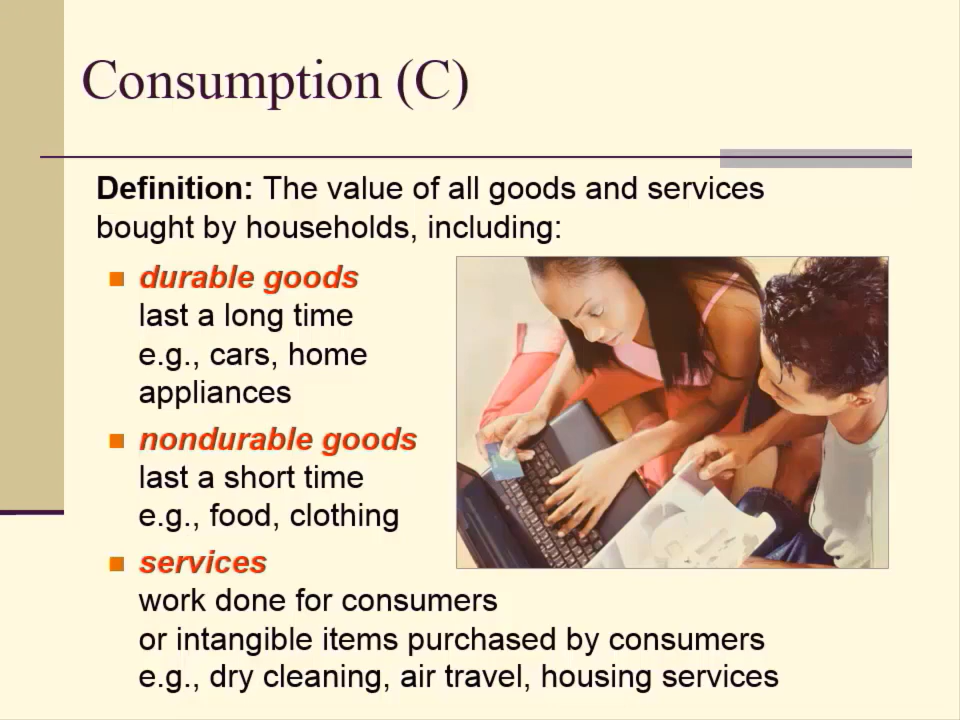 Consumption (C)
Definition: The value of all goods and services
bought by households, including:
durable goods
last a long time
e.g., cars, home
appliances
nondurable goods
last a short time
e.g., food, clothing
services
work done for consumers
or intangible items purchased by consumers
e.g., dry cleaning, air travel, housing services